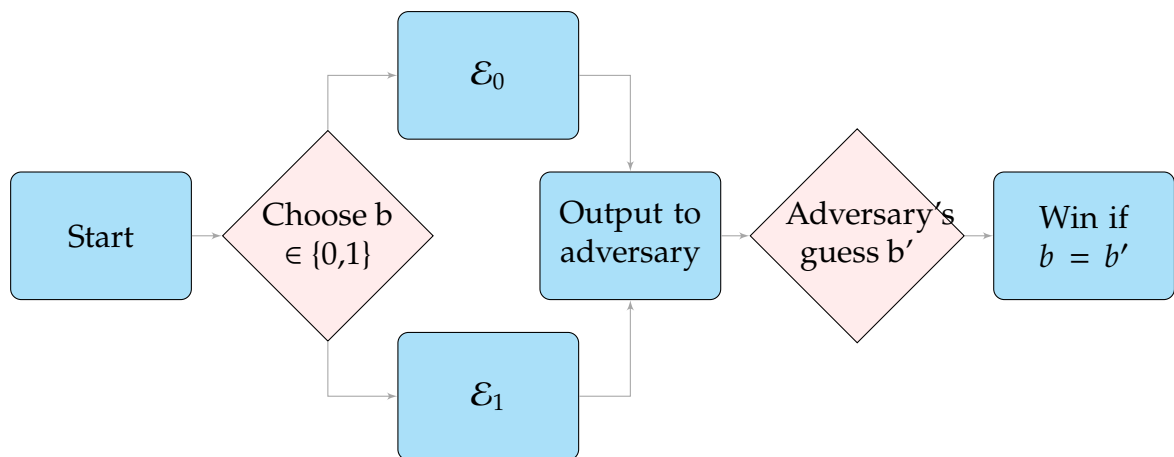 Start
Choose b
∈ {0,1}
ℰ₀
ℰ₁
Output to
adversary
Adversary’s
guess b’
Win if
b = b′